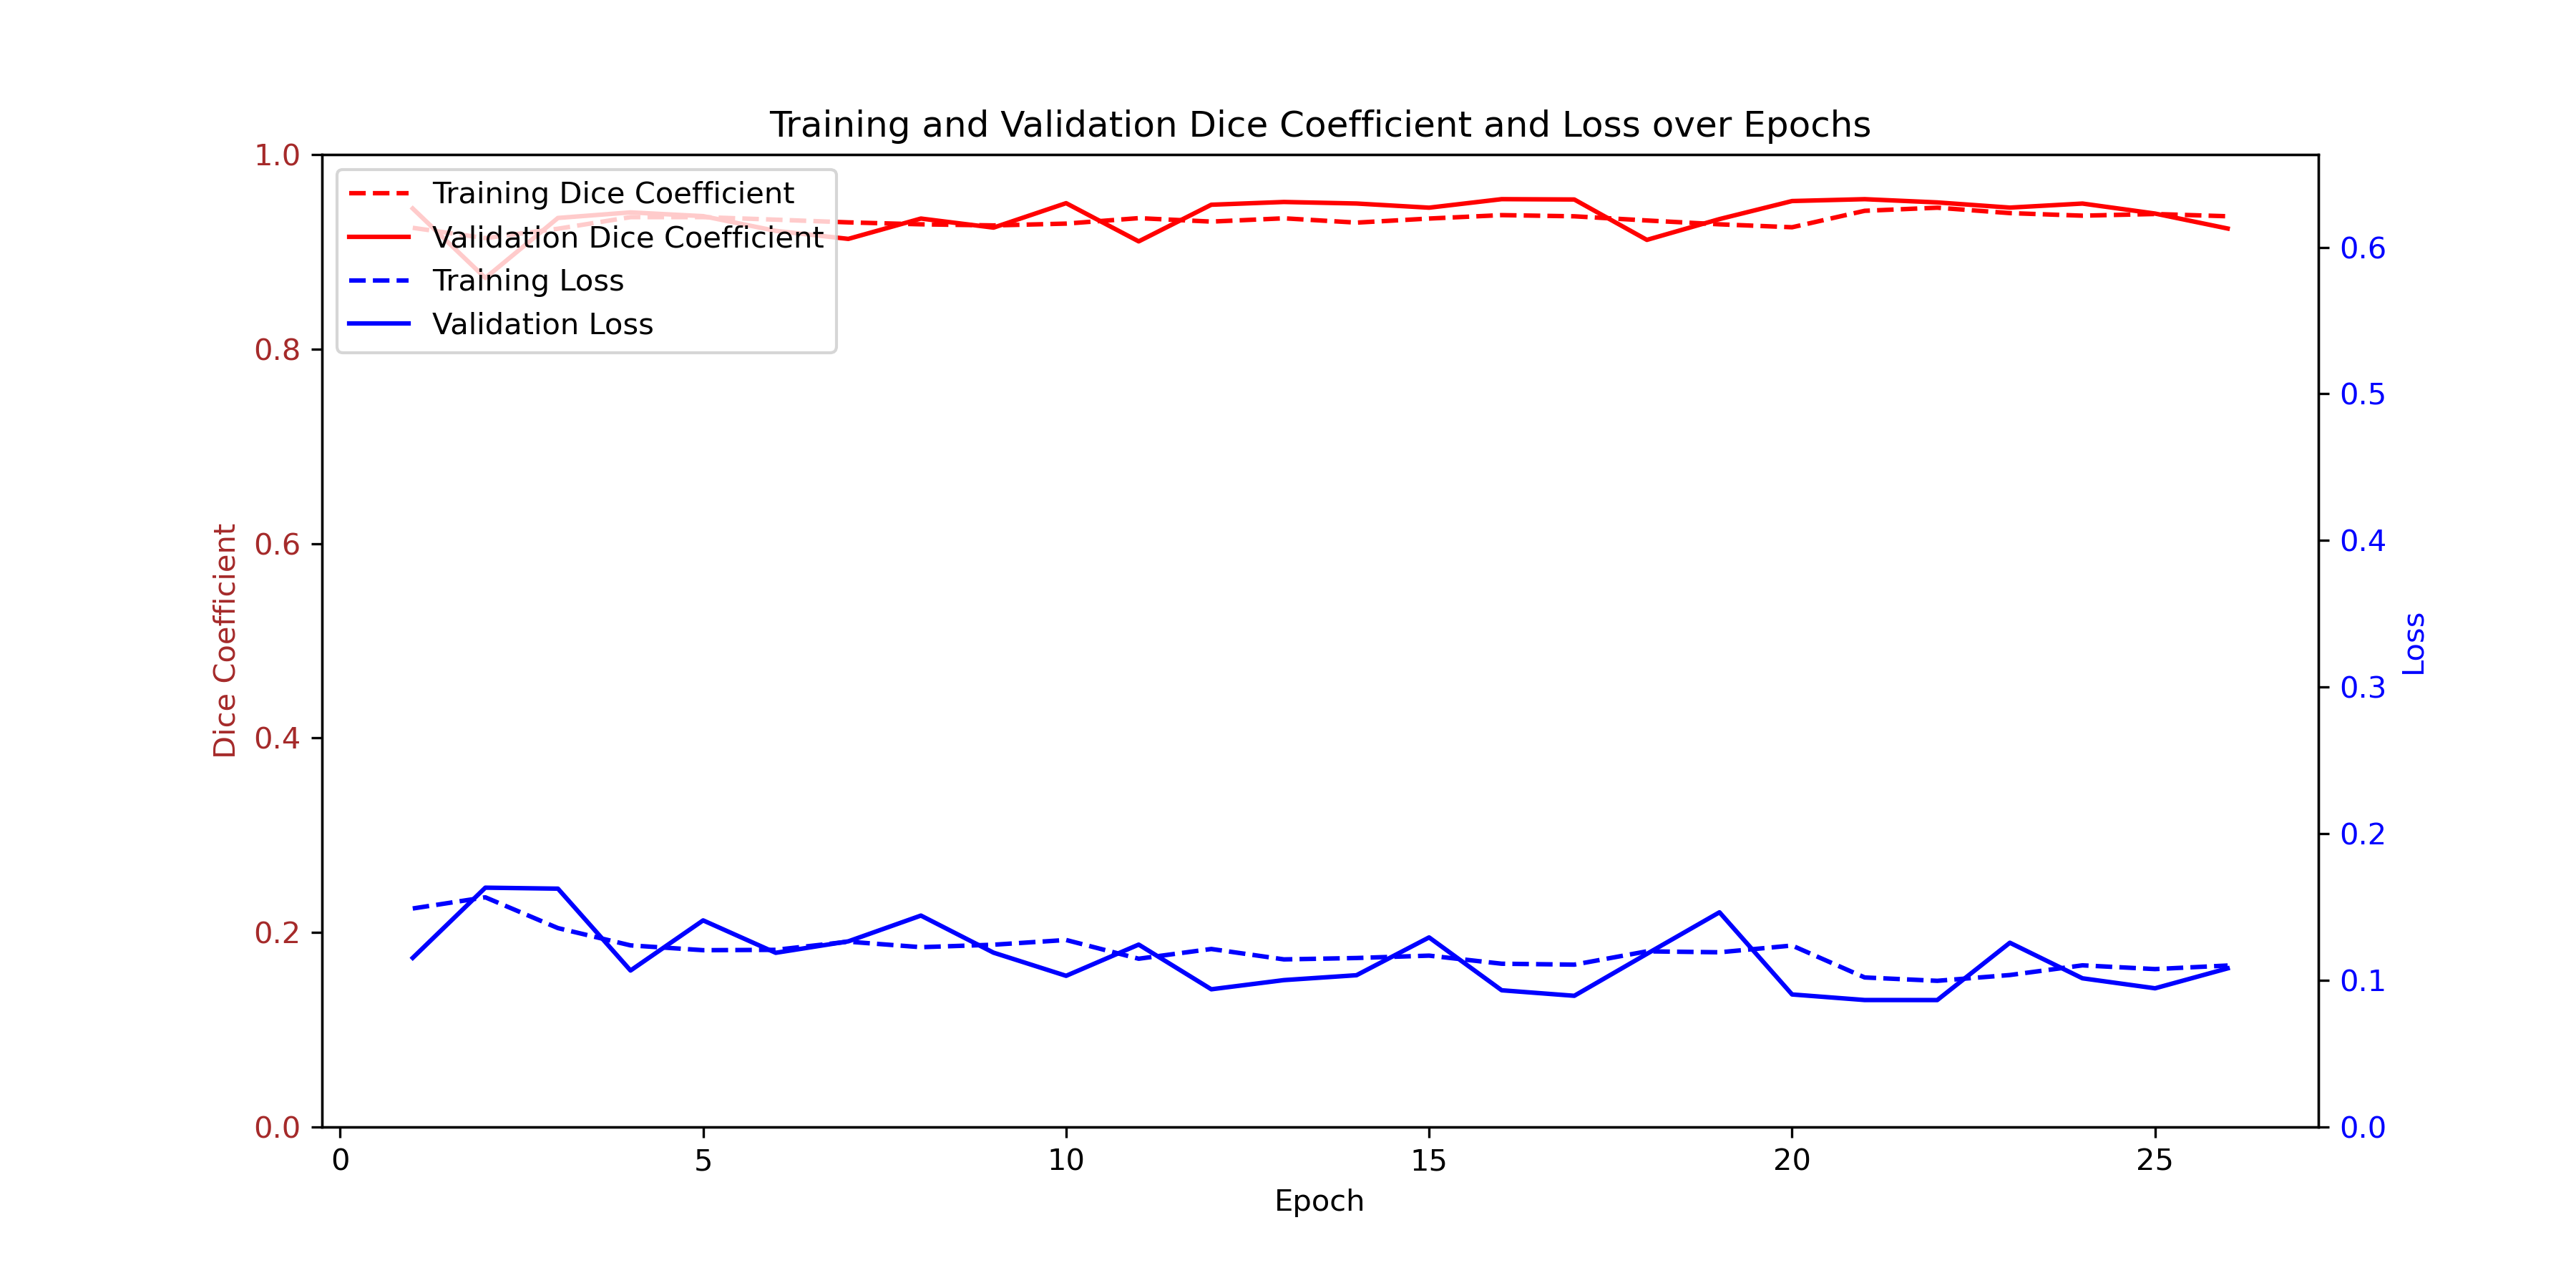 Training and Validation Dice Coefficient and Loss over Epochs
Training Dice Coefficient
Validation Dice Coefficient
Training Loss
Validation Loss
Dice Coefficient
1.0
0.8
0.6
0.4
0.2
0.0
Loss
0.6
0.5
0.4
0.3
0.2
0.1
0.0
0 5 10 15 20 25
Epoch